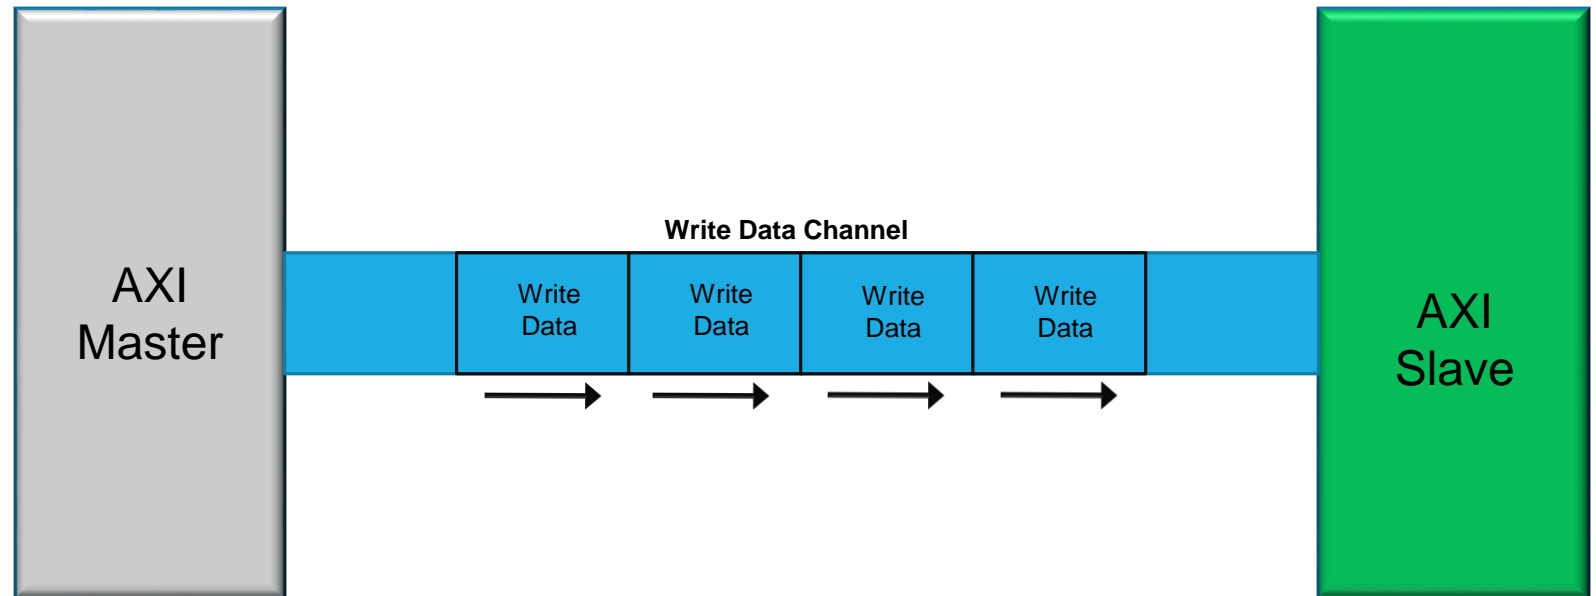 Write Data Channel
AXI
Master
Write
Data
Write
Data
Write
Data
Write
Data
AXI
Slave